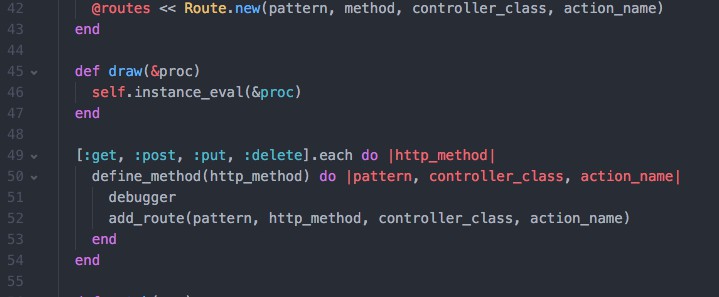 42 @routes << Route.new(pattern, method, controller_class, action_name)
43 end
44
45 def draw(&proc)
46 self.instance_eval(&proc)
47 end
48
49 [:get, :post, :put, :delete].each do |http_method|
50 define_method(http_method) do |pattern, controller_class, action_name|
51 debugger
52 add_route(pattern, http_method, controller_class, action_name)
53 end
54 end
55